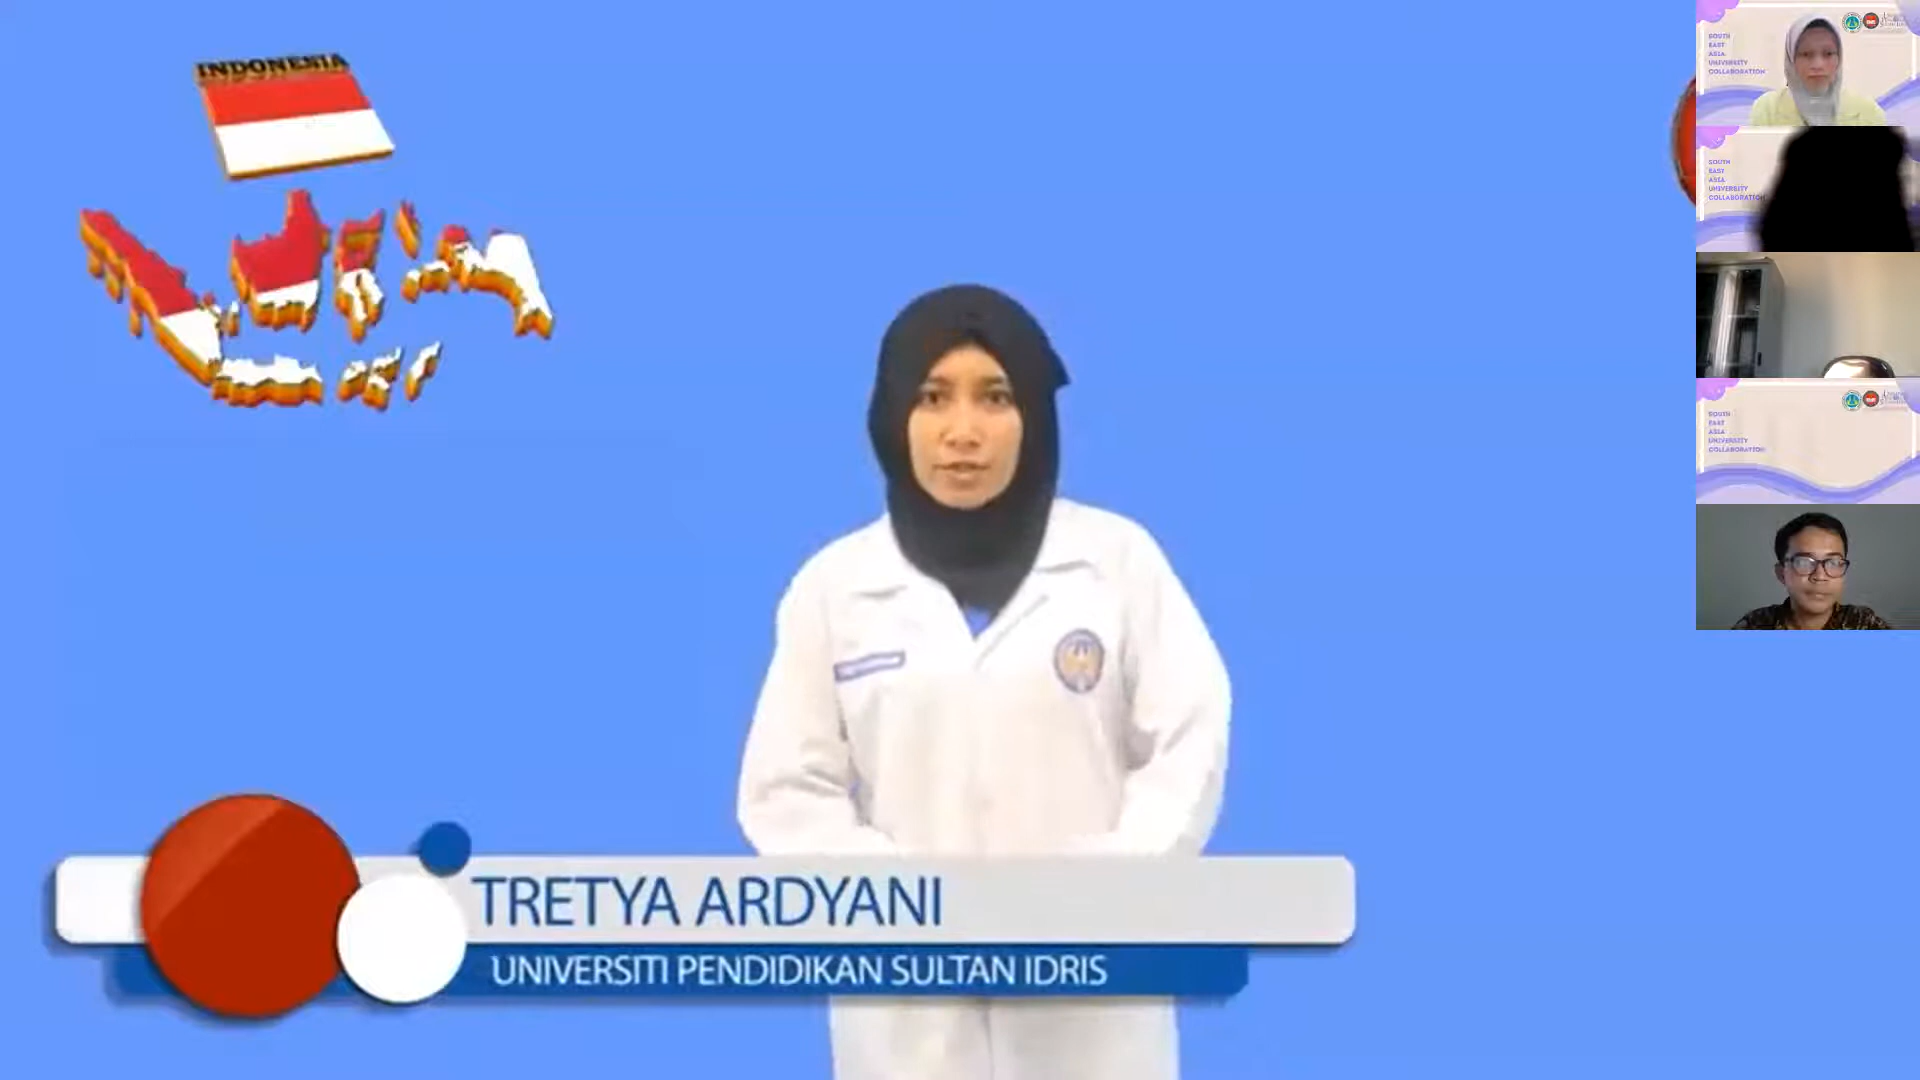 INDONESIA
TRETYA ARDYANI
UNIVERSITI PENDIDIKAN SULTAN IDRIS
SOUTH
EAST
ASIA
UNIVERSITY
COLLABORATION
SOUTH
EAST
ASIA
UNIVERSITY
COLLABORATION
SOUTH
EAST
ASIA
UNIVERSITY
COLLABORATION